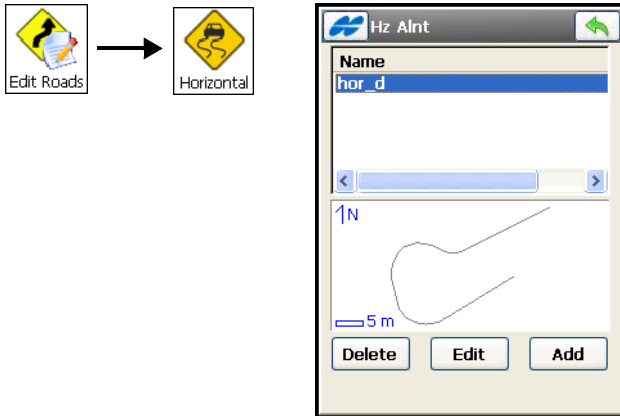 Edit Roads
Horizontal
Hz Alnt
Name
hor_d
N
5 m
Delete
Edit
Add